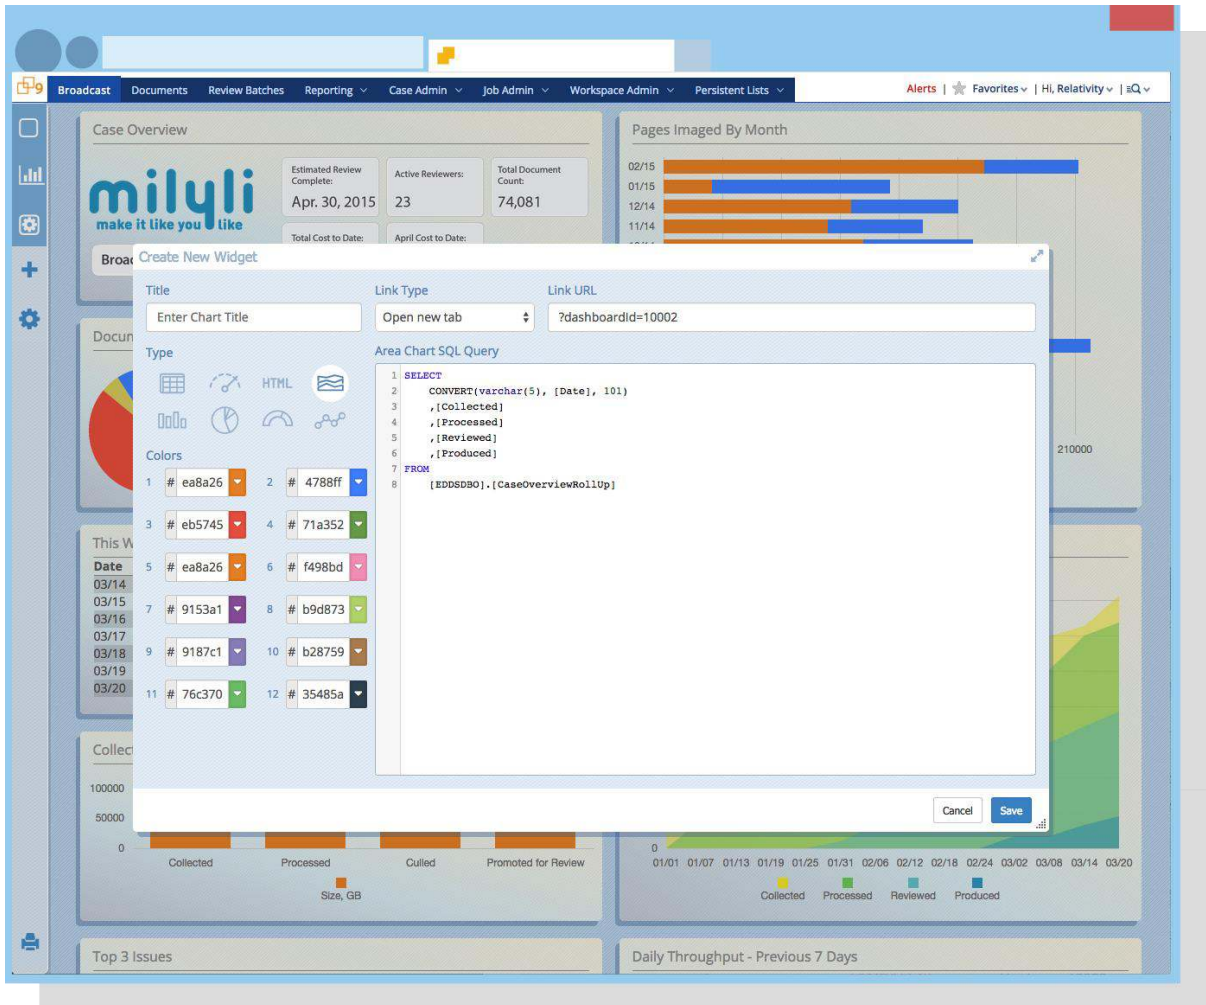 9 Broadcast Documents Review Batches Reporting Case Admin Job Admin Workspace Admin Persistent Lists Alerts | Favorites | Hi, Relativity |
Case Overview
milyli
make it like you like
Estimated Review
Complete:
Apr. 30, 2015
Active Reviewers:
23
Total Document
Count:
74,081
Total Cost to Date:
April Cost to Date:
Broa
Pages Imaged By Month
02/15
01/15
12/14
11/14
210000
Create New Widget
Title
Enter Chart Title
Link Type
Open new tab
Link URL
?dashboardId=10002
Type
HTML
Colors
1 # ea8a26 2 # 4788ff
3 # eb5745 4 # 71a352
5 # ea8a26 6 # f498bd
7 # 9153a1 8 # b9d873
9 # 9187c1 10 # b28759
11 # 76c370 12 # 35485a
Area Chart SQL Query
1 SELECT
2 CONVERT(varchar(5), [Date], 101)
3 ,[Collected]
4 ,[Processed]
5 ,[Reviewed]
6 ,[Produced]
7 FROM
8 [EDDSDBO].[CaseOverviewRollUp]
Cancel Save
Docun
This W
Date
03/14
03/15
03/16
03/17
03/18
03/19
03/20
Collec
100000
50000
0
Collected Processed Culled Promoted for Review
Size, GB
0
01/01 01/07 01/13 01/19 01/25 01/31 02/06 02/12 02/18 02/24 03/02 03/08 03/14 03/20
Collected Processed Reviewed Produced
Top 3 Issues
Daily Throughput - Previous 7 Days